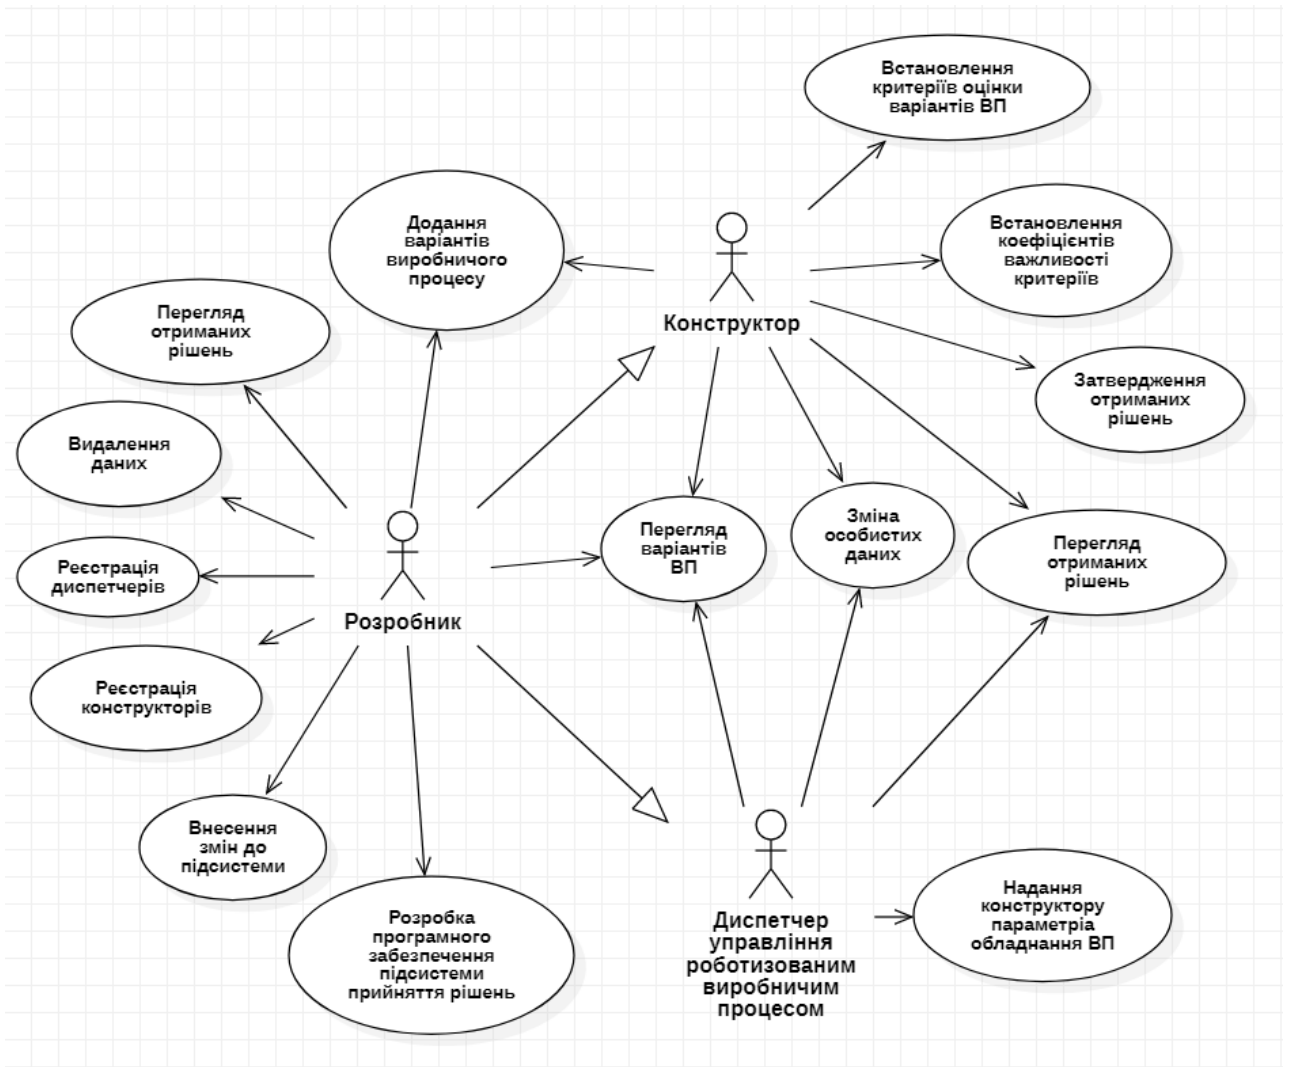 Встановлення
критеріїв оцінки
варіантів ВП
Додання
варіантів
виробничого
процесу
Встановлення
коефіцієнтів
важливості
критеріїв
Перегляд
отриманих
рішень
Конструктор
Затвердження
отриманих
рішень
Видалення
даних
Перегляд
варіантів
ВП
Зміна
особистих
даних
Перегляд
отриманих
рішень
Реєстрація
диспетчерів
Розробник
Реєстрація
конструкторів
Внесення
змін до
підсистеми
Розробка
програмного
забезпечення
підсистеми
прийняття рішень
Диспетчер
управління
роботизованим
виробничим
процесом
Надання
конструктору
параметріа
обладнання ВП